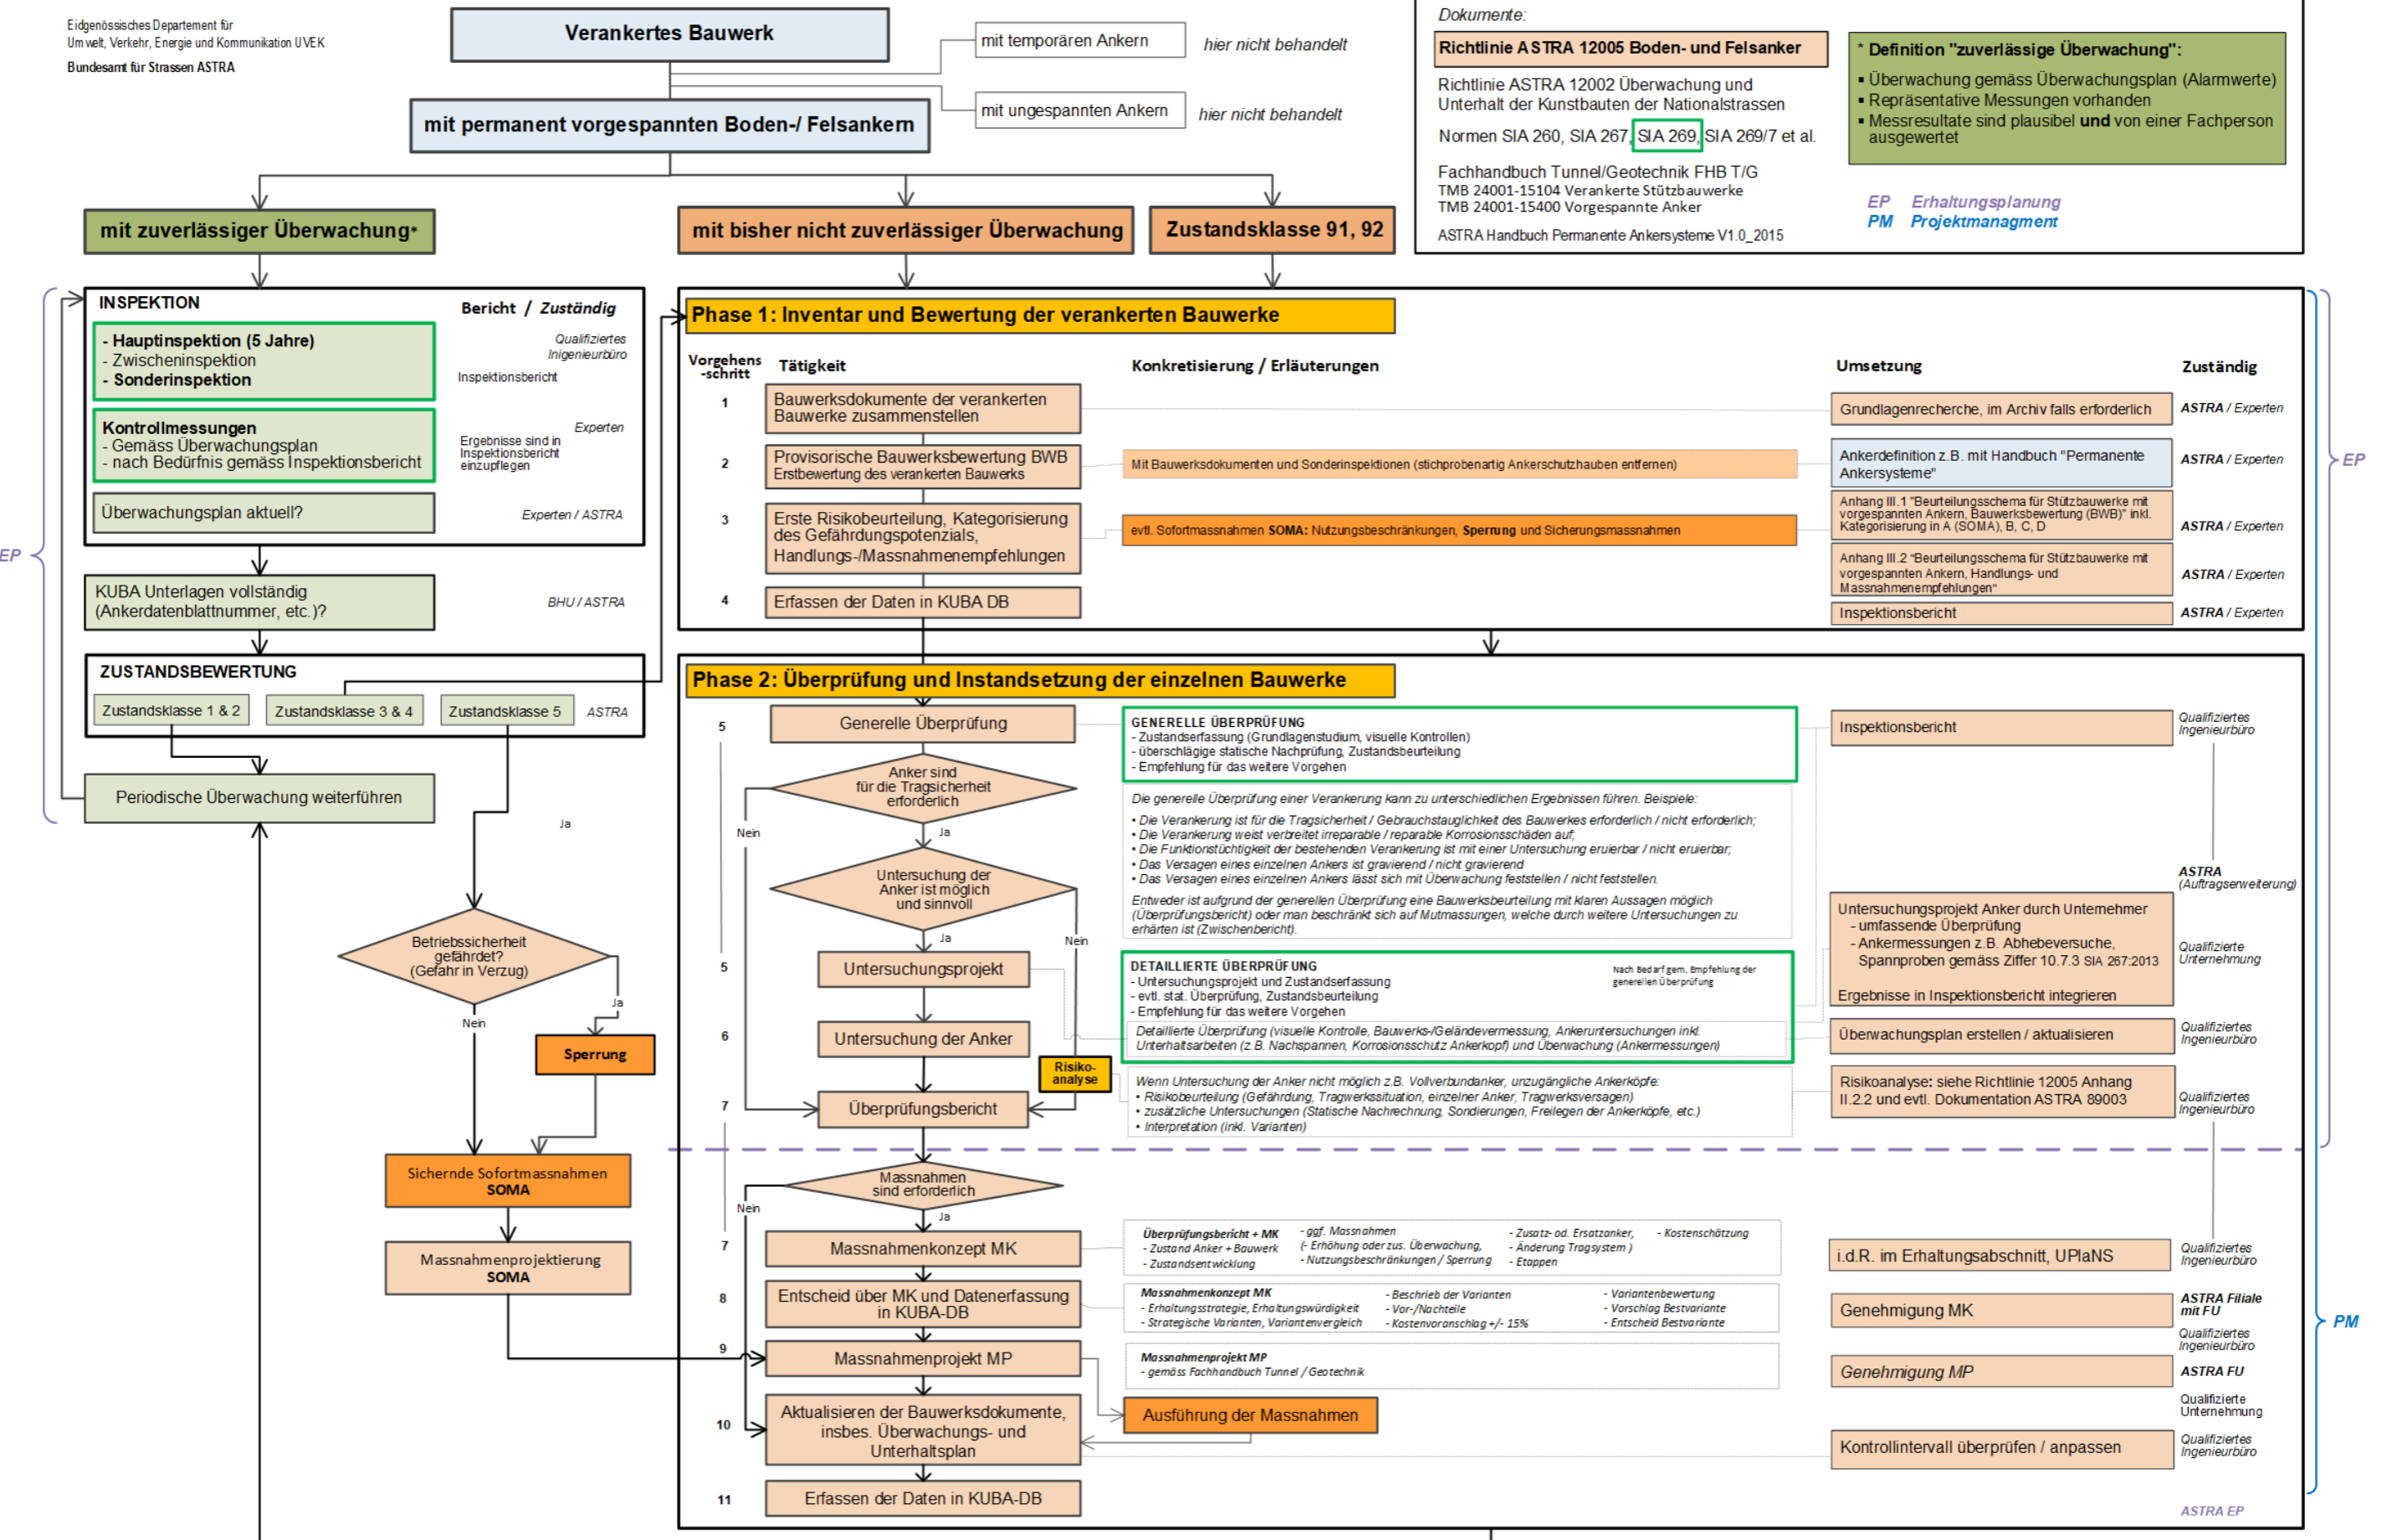 Eidgenössisches Departement für
Umwelt, Verkehr, Energie und Kommunikation UVEK
Bundesamt für Strassen ASTRA
Verankertes Bauwerk
mit temporären Ankern
hier nicht behandelt
mit ungespannten Ankern
hier nicht behandelt
mit permanent vorgespannten Boden-/ Felsankern
Dokumente:
Richtlinie ASTRA 12005 Boden- und Felsanker
Richtlinie ASTRA 12002 Überwachung und
Unterhalt der Kunstbauten der Nationalstrassen
Normen SIA 260, SIA 267, SIA 269, SIA 269/7 et al.
Fachhandbuch Tunnel/Geotechnik FHB T/G
TMB 24001-15104 Verankerte Stützbauwerke
TMB 24001-15400 Vorgespannte Anker
ASTRA Handbuch Permanente Ankersysteme V1.0_2015
* Definition "zuverlässige Überwachung":
▪ Überwachung gemäss Überwachungsplan (Alarmwerte)
▪ Repräsentative Messungen vorhanden
▪ Messresultate sind plausibel und von einer Fachperson
ausgewertet
EP Erhaltungsplanung
PM Projektmanagment
mit zuverlässiger Überwachung*
mit bisher nicht zuverlässiger Überwachung
Zustandsklasse 91, 92
EP
INSPEKTION
Bericht / Zuständig
- Hauptinspektion (5 Jahre)
- Zwischeninspektion
- Sonderinspektion
Qualifiziertes
Inigenieurbüro
Inspektionsbericht
Kontrollmessungen
- Gemäss Überwachungsplan
- nach Bedürfnis gemäss Inspektionsbericht
Experten
Ergebnisse sind in
Inspektionsbericht
einzupflegen
Überwachungsplan aktuell?
Experten / ASTRA
KUBA Unterlagen vollständig
(Ankerdatenblattnummer, etc.)?
BHU / ASTRA
ZUSTANDSBEWERTUNG
Zustandsklasse 1 & 2
Zustandsklasse 3 & 4
Zustandsklasse 5
ASTRA
Periodische Überwachung weiterführen
Ja
Betriebssicherheit
gefährdet?
(Gefahr in Verzug)
Ja
Nein
Sperrung
Sichernde Sofortmassnahmen
SOMA
Massnahmenprojektierung
SOMA
Phase 1: Inventar und Bewertung der verankerten Bauwerke
Vorgehens
-schritt
Tätigkeit
Konkretisierung / Erläuterungen
Umsetzung
Zuständig
1
Bauwerksdokumente der verankerten
Bauwerke zusammenstellen
Grundlagenrecherche, im Archiv falls erforderlich
ASTRA / Experten
2
Provisorische Bauwerksbewertung BWB
Erstbewertung des verankerten Bauwerks
Mit Bauwerksdokumenten und Sonderinspektionen (stichprobenartig Ankerschutzhauben entfernen)
Ankerdefinition z.B. mit Handbuch "Permanente
Ankersysteme"
ASTRA / Experten
3
Erste Risikobeurteilung, Kategorisierung
des Gefährdungspotenzials,
Handlungs-/Massnahmenempfehlungen
evtl. Sofortmassnahmen SOMA: Nutzungsbeschränkungen, Sperrung und Sicherungsmassnahmen
Anhang III.1 "Beurteilungsschema für Stützbauwerke mit
vorgespannten Ankern, Bauwerksbewertung (BWB)" inkl.
Kategorisierung in A (SOMA), B, C, D
ASTRA / Experten
Anhang III.2 "Beurteilungsschema für Stützbauwerke mit
vorgespannten Ankern, Handlungs- und
Massnahmenempfehlungen"
ASTRA / Experten
4
Erfassen der Daten in KUBA DB
Inspektionsbericht
ASTRA / Experten
EP
Phase 2: Überprüfung und Instandsetzung der einzelnen Bauwerke
5
Generelle Überprüfung
GENERELLE ÜBERPRÜFUNG
- Zustandserfassung (Grundlagenstudium, visuelle Kontrollen)
- überschlägige statische Nachprüfung, Zustandsbeurteilung
- Empfehlung für das weitere Vorgehen
Inspektionsbericht
Qualifiziertes
Ingenieurbüro
Anker sind
für die Tragsicherheit
erforderlich
Nein
Ja
Die generelle Überprüfung einer Verankerung kann zu unterschiedlichen Ergebnissen führen. Beispiele:
• Die Verankerung ist für die Tragsicherheit / Gebrauchstauglichkeit des Bauwerkes erforderlich / nicht erforderlich;
• Die Verankerung weist verbreitet irreparable / reparable Korrosionsschäden auf;
• Die Funktionstüchtigkeit der bestehenden Verankerung ist mit einer Untersuchung eruierbar / nicht eruierbar;
• Das Versagen eines einzelnen Ankers ist gravierend / nicht gravierend
• Das Versagen eines einzelnen Ankers lässt sich mit Überwachung feststellen / nicht feststellen.
Entweder ist aufgrund der generellen Überprüfung eine Bauwerksbeurteilung mit klaren Aussagen möglich
(Überprüfungsbericht) oder man beschränkt sich auf Mutmassungen, welche durch weitere Untersuchungen zu
erhärten ist (Zwischenbericht).
Untersuchung der
Anker ist möglich
und sinnvoll
Ja
Nein
ASTRA
(Auftragserweiterung)
Untersuchungsprojekt Anker durch Unternehmer
- umfassende Überprüfung
- Ankermessungen z.B. Abhebeversuche,
Spannproben gemäss Ziffer 10.7.3 SIA 267:2013
Ergebnisse in Inspektionsbericht integrieren
Qualifizierte
Unternehmung
5
Untersuchungsprojekt
DETAILLIERTE ÜBERPRÜFUNG
- Untersuchungsprojekt und Zustandserfassung
- evtl. stat. Überprüfung, Zustandsbeurteilung
- Empfehlung für das weitere Vorgehen
Nach Bedarf gem. Empfehlung der
generellen Überprüfung
Detaillierte Überprüfung (visuelle Kontrolle, Bauwerks-/Geländevermessung, Ankeruntersuchungen inkl.
Unterhaltsarbeiten (z.B. Nachspannen, Korrosionsschutz Ankerkopf) und Überwachung (Ankermessungen)
6
Untersuchung der Anker
Überwachungsplan erstellen / aktualisieren
Qualifiziertes
Ingenieurbüro
Risiko-
analyse
7
Überprüfungsbericht
Wenn Untersuchung der Anker nicht möglich z.B. Vollverbundanker, unzugängliche Ankerköpfe:
• Risikobeurteilung (Gefährdung, Tragwerkssituation, einzelner Anker, Tragwerksversagen)
• zusätzliche Untersuchungen (Statische Nachrechnung, Sondierungen, Freilegen der Ankerköpfe, etc.)
• Interpretation (inkl. Varianten)
Risikoanalyse: siehe Richtlinie 12005 Anhang
II.2.2 und evtl. Dokumentation ASTRA 89003
Qualifiziertes
Ingenieurbüro
Massnahmen
sind erforderlich
Nein
Ja
7
Massnahmenkonzept MK
Überprüfungsbericht + MK
- Zustand Anker + Bauwerk
- Zustandsentwicklung
- ggf. Massnahmen
(- Erhöhung oder zus. Überwachung,
- Nutzungsbeschränkungen / Sperrung
- Zusatz- od. Ersatzanker,
- Änderung Tragsystem )
- Etappen
- Kostenschätzung
i.d.R. im Erhaltungsabschnitt, UPlaNS
Qualifiziertes
Ingenieurbüro
8
Entscheid über MK und Datenerfassung
in KUBA-DB
Massnahmenkonzept MK
- Erhaltungsstrategie, Erhaltungswürdigkeit
- Strategische Varianten, Variantenvergleich
- Beschrieb der Varianten
- Vor-/Nachteile
- Kostenvoranschlag +/- 15%
- Variantenbewertung
- Vorschlag Bestvariante
- Entscheid Bestvariante
Genehmigung MK
ASTRA Filiale
mit FU
Qualifiziertes
Ingenieurbüro
PM
9
Massnahmenprojekt MP
Massnahmenprojekt MP
- gemäss Fachhandbuch Tunnel / Geotechnik
Genehmigung MP
ASTRA FU
10
Aktualisieren der Bauwerksdokumente,
insbes. Überwachungs- und
Unterhaltsplan
Ausführung der Massnahmen
Qualifizierte
Unternehmung
Kontrollintervall überprüfen / anpassen
Qualifiziertes
Ingenieurbüro
11
Erfassen der Daten in KUBA-DB
ASTRA EP